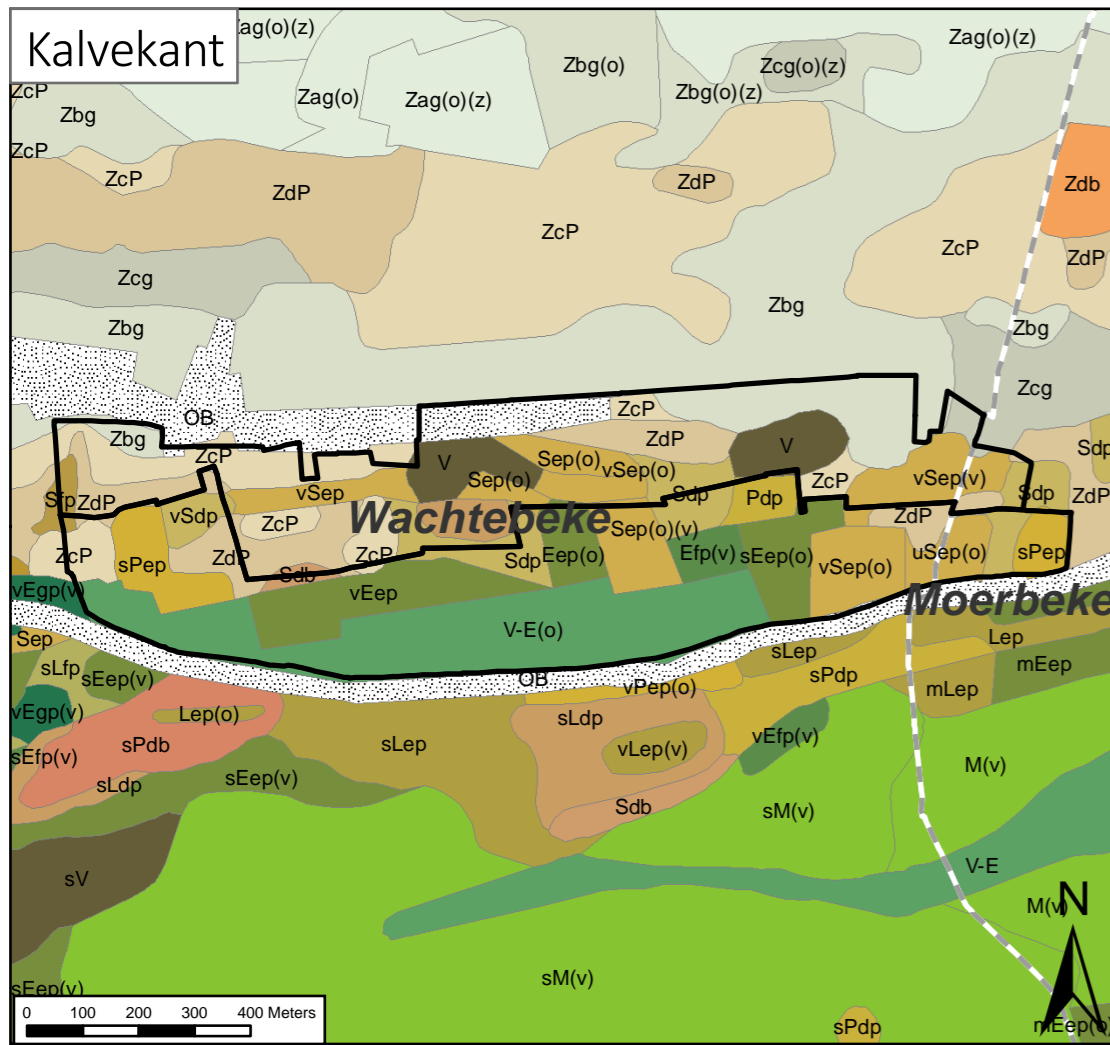 Kalvekant
Zag(o)(z)
Zag(o)(z)
Zbg(o)
Zcg(o)(z)
ZcP
Zag(o)
Zag(o)(z)
Zbg(o)(z)
Zbg
ZcP
ZcP
ZdP
ZdP
Zdb
ZcP
ZcP
ZdP
Zcg
Zbg
Zbg
Zbg
Zcg
OB
ZcP
Zbg
ZcP
ZdP
V
Sdp
V
Sep(o)
vSep(o)
Sep(o)
vSep(v)
Sfp
ZdP
vSep
Sdp
Pdp
ZcP
Sdp
ZdP
vSdp
ZcP
Wachtebeke
Sep(o)(v)
ZdP
uSep(o)
sPep
ZcP
sPep
ZdP
ZcP
Sdp
Eep(o)
Efp(v)
sEep(o)
vSep(o)
Sdb
vEgp(v)
vEep
Moerbeke
V-E(o)
Sep
Lep
sLep
mEep
sLfp
sEep(v)
OB
vPep(o)
sPdp
mLep
vEgp(v)
Lep(o)
sLdp
sPdb
sLep
vLep(v)
vEfp(v)
sEfp(v)
sLdp
sEep(v)
M(v)
Sdb
sM(v)
sV
V-E
M(v)
N
sM(v)
sEep(v)
0 100 200 300 400 Meters
sPdp
mEep(o)